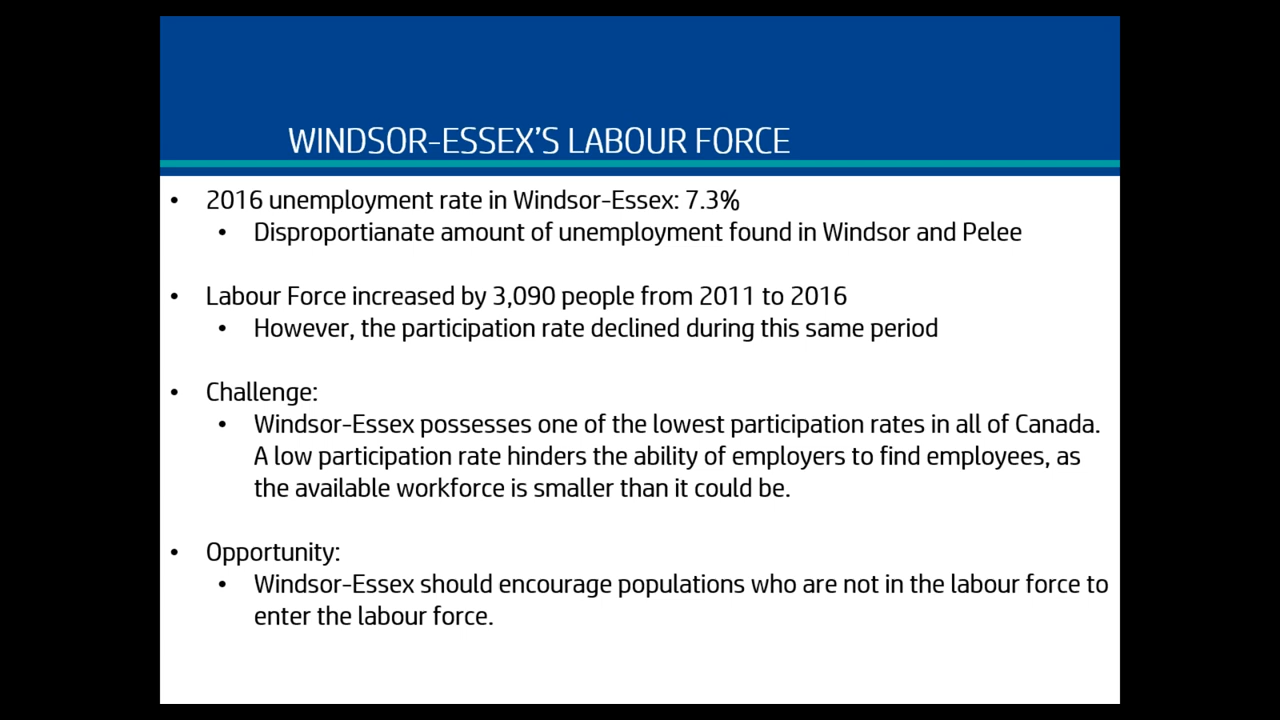 WINDSOR-ESSEX'S LABOUR FORCE
• 2016 unemployment rate in Windsor-Essex: 7.3%
• Disproportianate amount of unemployment found in Windsor and Pelee
• Labour Force increased by 3,090 people from 2011 to 2016
• However, the participation rate declined during this same period
• Challenge:
• Windsor-Essex possesses one of the lowest participation rates in all of Canada.
A low participation rate hinders the ability of employers to find employees, as
the available workforce is smaller than it could be.
• Opportunity:
• Windsor-Essex should encourage populations who are not in the labour force to
enter the labour force.